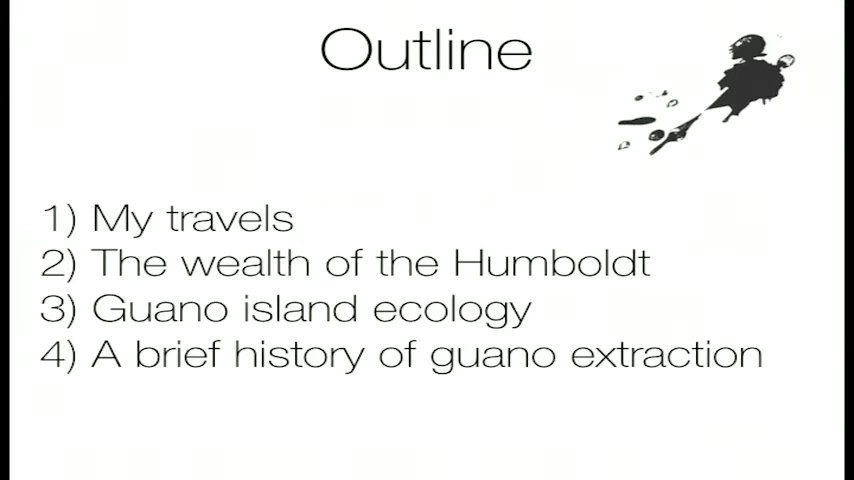 Outline
1) My travels
2) The wealth of the Humboldt
3) Guano island ecology
4) A brief history of guano extraction